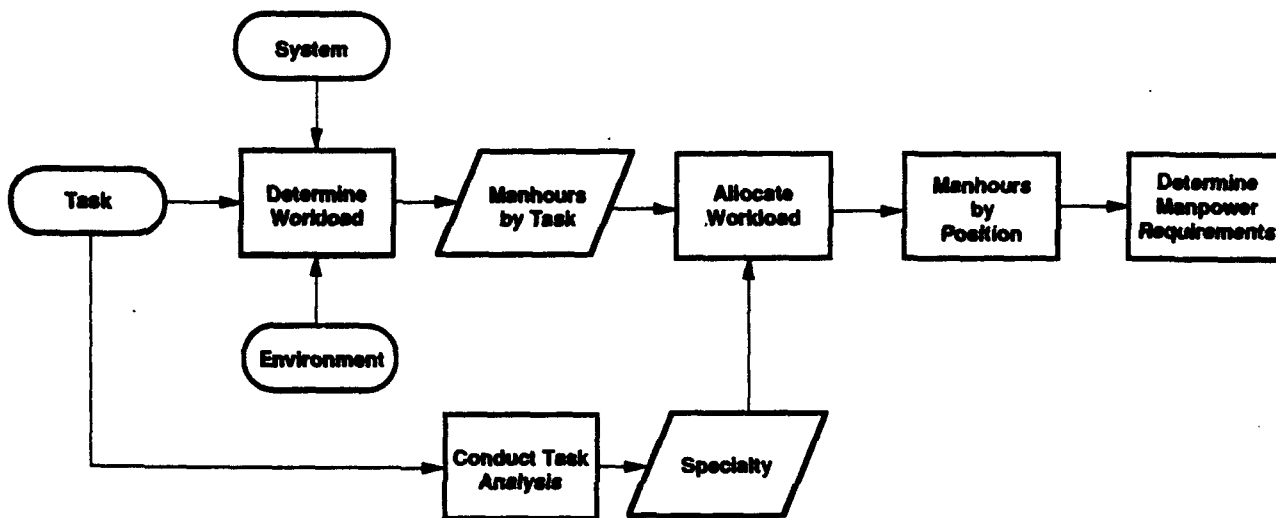 System
Task
Determine
Workload
Manhours
by Task
Allocate
Workload
Manhours
by
Position
Determine
Manpower
Requirements
Environment
Conduct Task
Analysis
Specialty